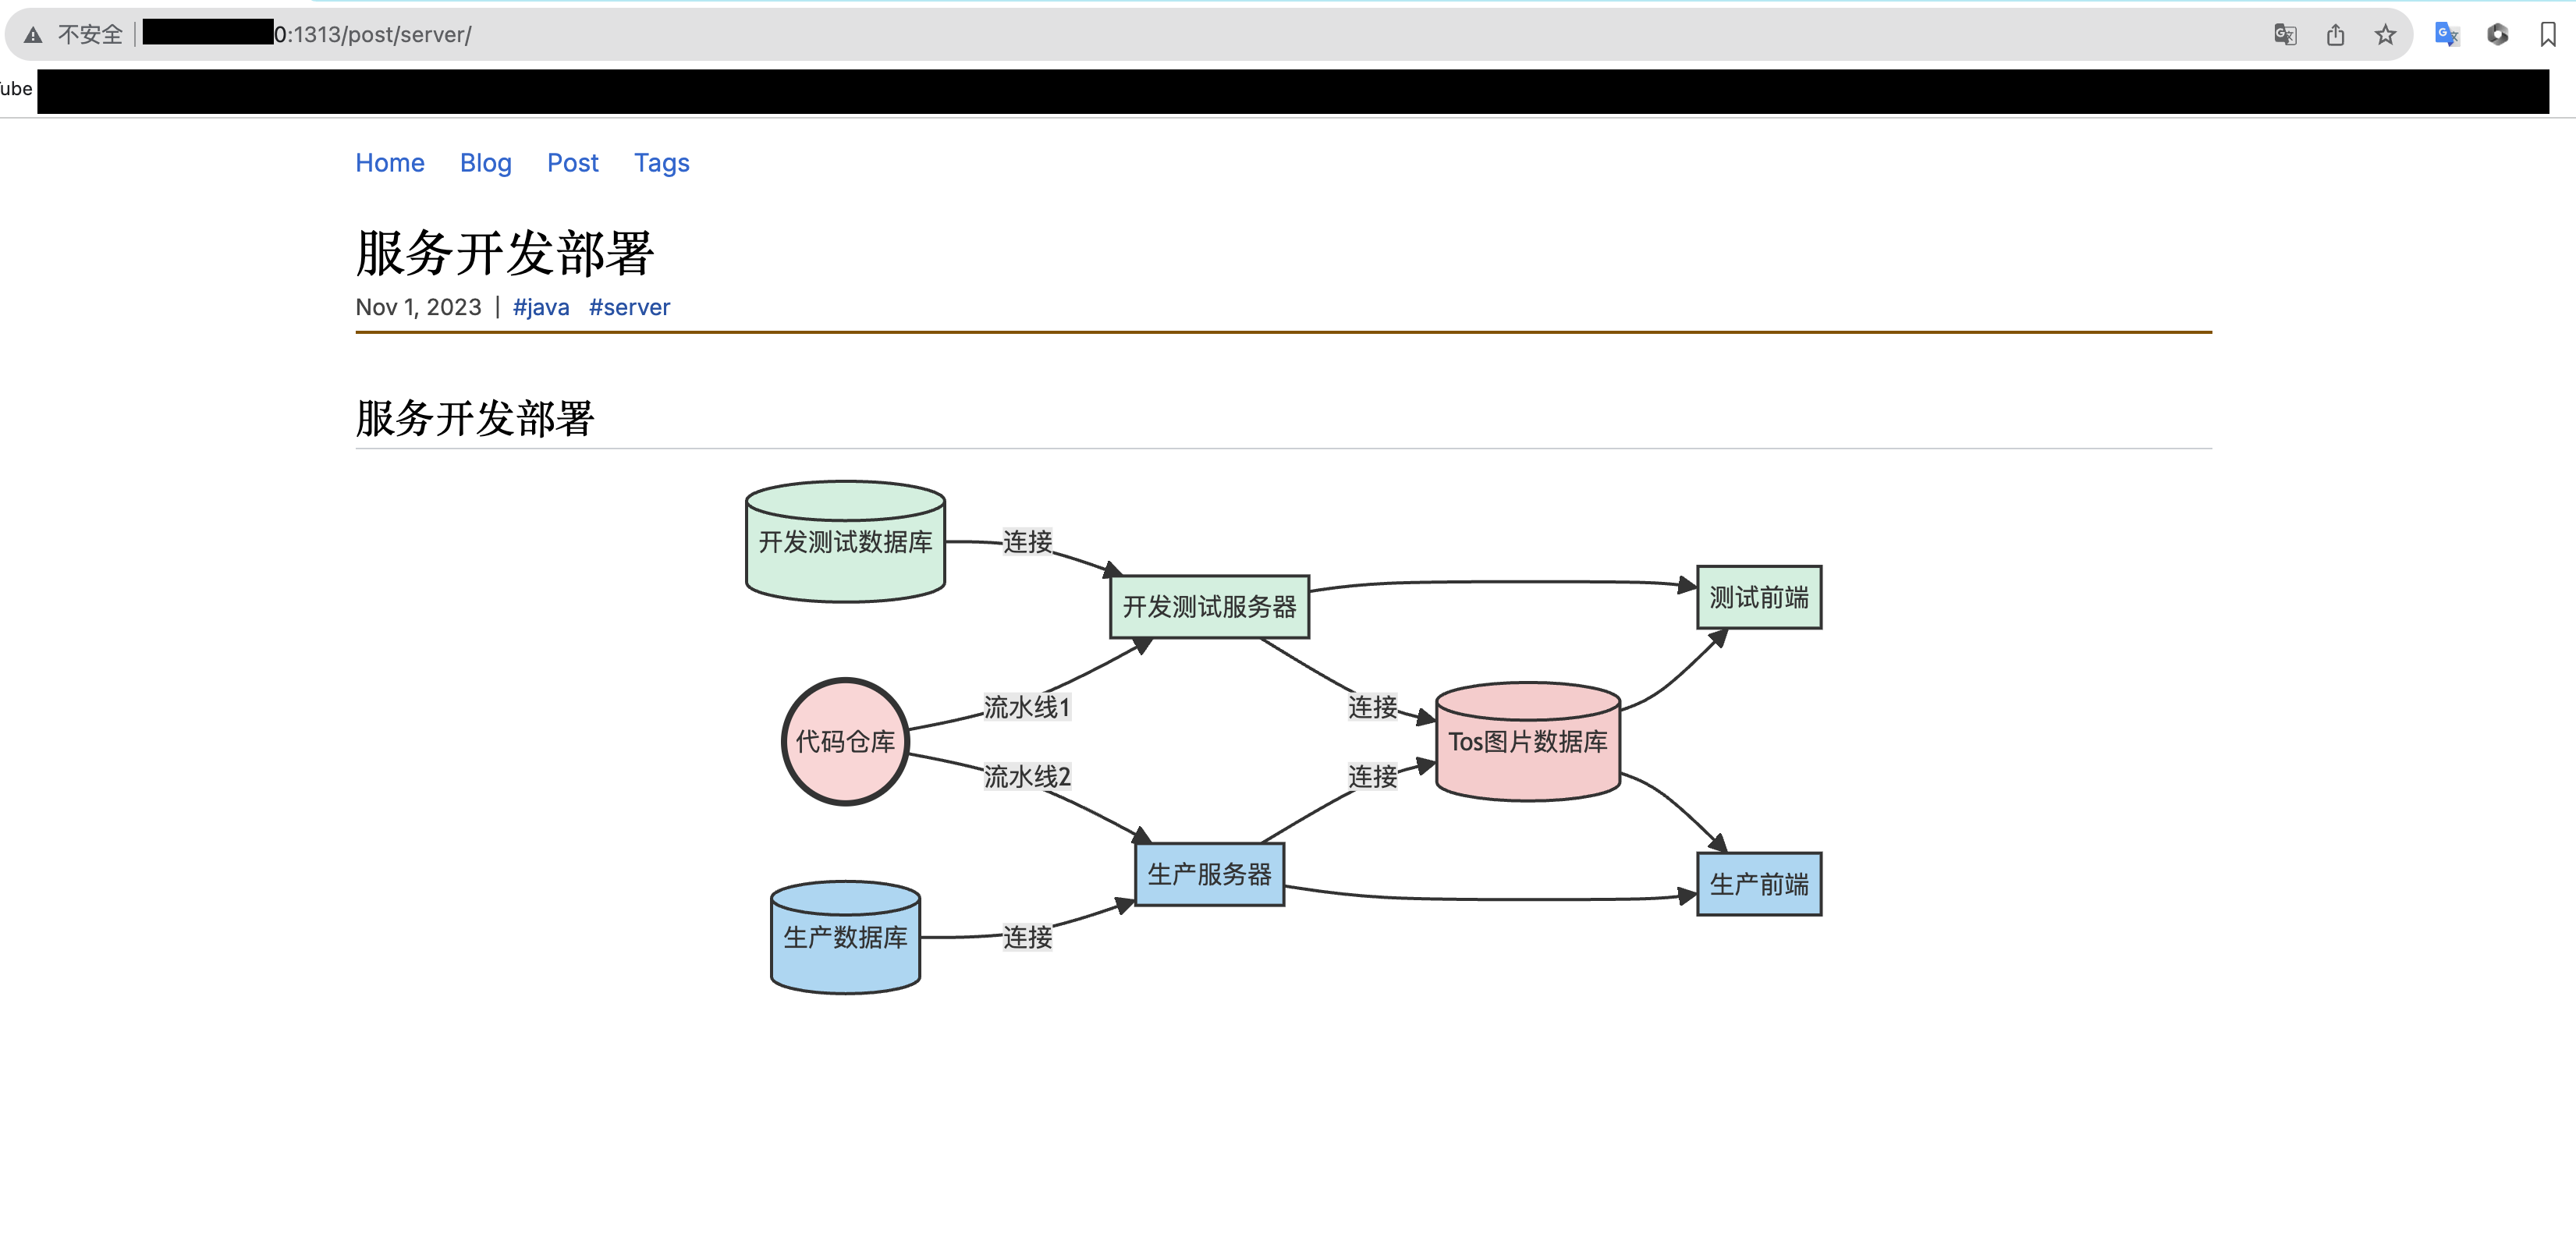 不安全 0:1313/post/server/
ube
Home Blog Post Tags
服务开发部署
Nov 1, 2023 | #java #server
服务开发部署
开发测试数据库
连接
开发测试服务器
测试前端
流水线1
连接
代码仓库
Tos图片数据库
流水线2
连接
生产服务器
生产前端
生产数据库
连接